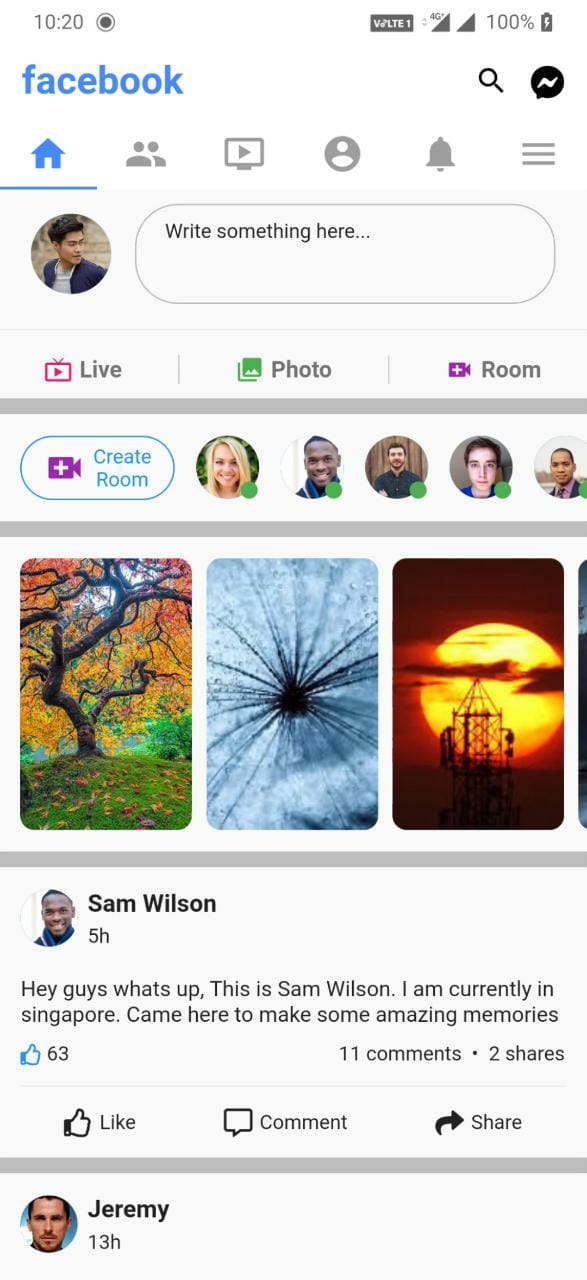 10:20
VoLTE 1 4G+ 100%
facebook
Write something here...
Live Photo Room
Create
Room
Sam Wilson
5h
Hey guys whats up, This is Sam Wilson. I am currently in
singapore. Came here to make some amazing memories
63 11 comments • 2 shares
Like Comment Share
Jeremy
13h